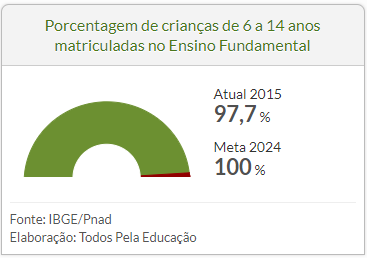 Porcentagem de crianças de 6 a 14 anos
matriculadas no Ensino Fundamental
Atual 2015
97,7 %
Meta 2024
100 %
Fonte: IBGE/Pnad
Elaboração: Todos Pela Educação